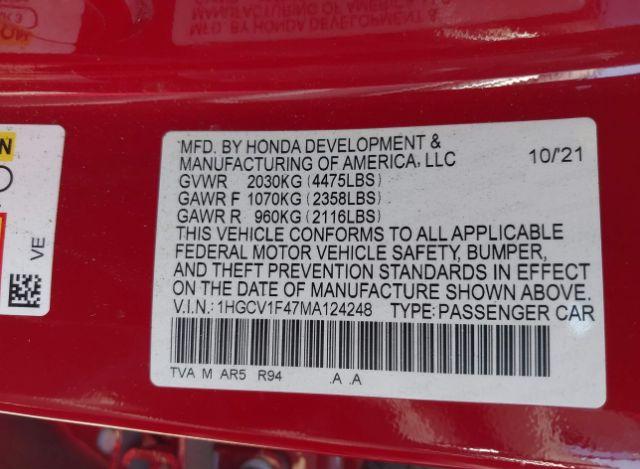 MFG. BY HONDA DEVELOPMENT &
MANUFACTURING OF AMERICA, LLC 10/21
GVWR 2030KG (4475LBS)
GAWR F 1070KG (2358LBS)
GAWR R 960KG (2116LBS)
THIS VEHICLE CONFORMS TO ALL APPLICABLE
FEDERAL MOTOR VEHICLE SAFETY, BUMPER,
AND THEFT PREVENTION STANDARDS IN EFFECT
ON THE DATE OF MANUFACTURE SHOWN ABOVE.
V.I.N.: 1HGCV1F47MA124248 TYPE: PASSENGER CAR
TVA M AR5 R94 .A .A
VE